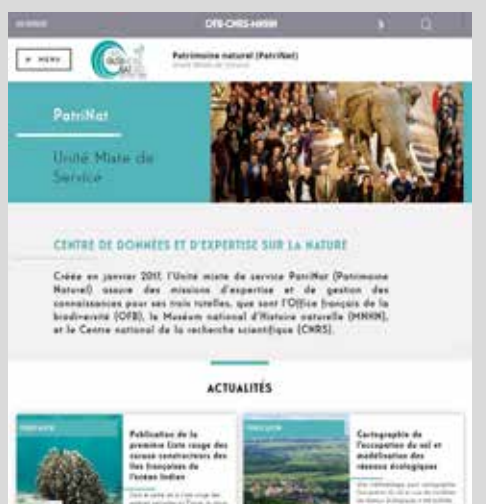 OFB-CNRS-MNHN
MENU
Patrimoine naturel (PatriNat)
Unité Mixte de Service
PatriNat
Unité Mixte de
Service
CENTRE DE DONNÉES ET D'EXPERTISE SUR LA NATURE
Créée en janvier 2017, l'Unité mixte de service PatriNat (Patrimoine
Naturel) assure des missions d'expertise et de gestion des
connaissances pour ses trois tutelles, que sont l'Office français de la
biodiversité (OFB), le Muséum national d'Histoire naturelle (MNHN),
et le Centre national de la recherche scientifique (CNRS).
ACTUALITÉS
Publication de la
première Liste rouge des
coraux constructeurs des
îles françaises de
l'océan Indien
Cartographie de
l'occupation du sol et
modélisation des
réseaux écologiques